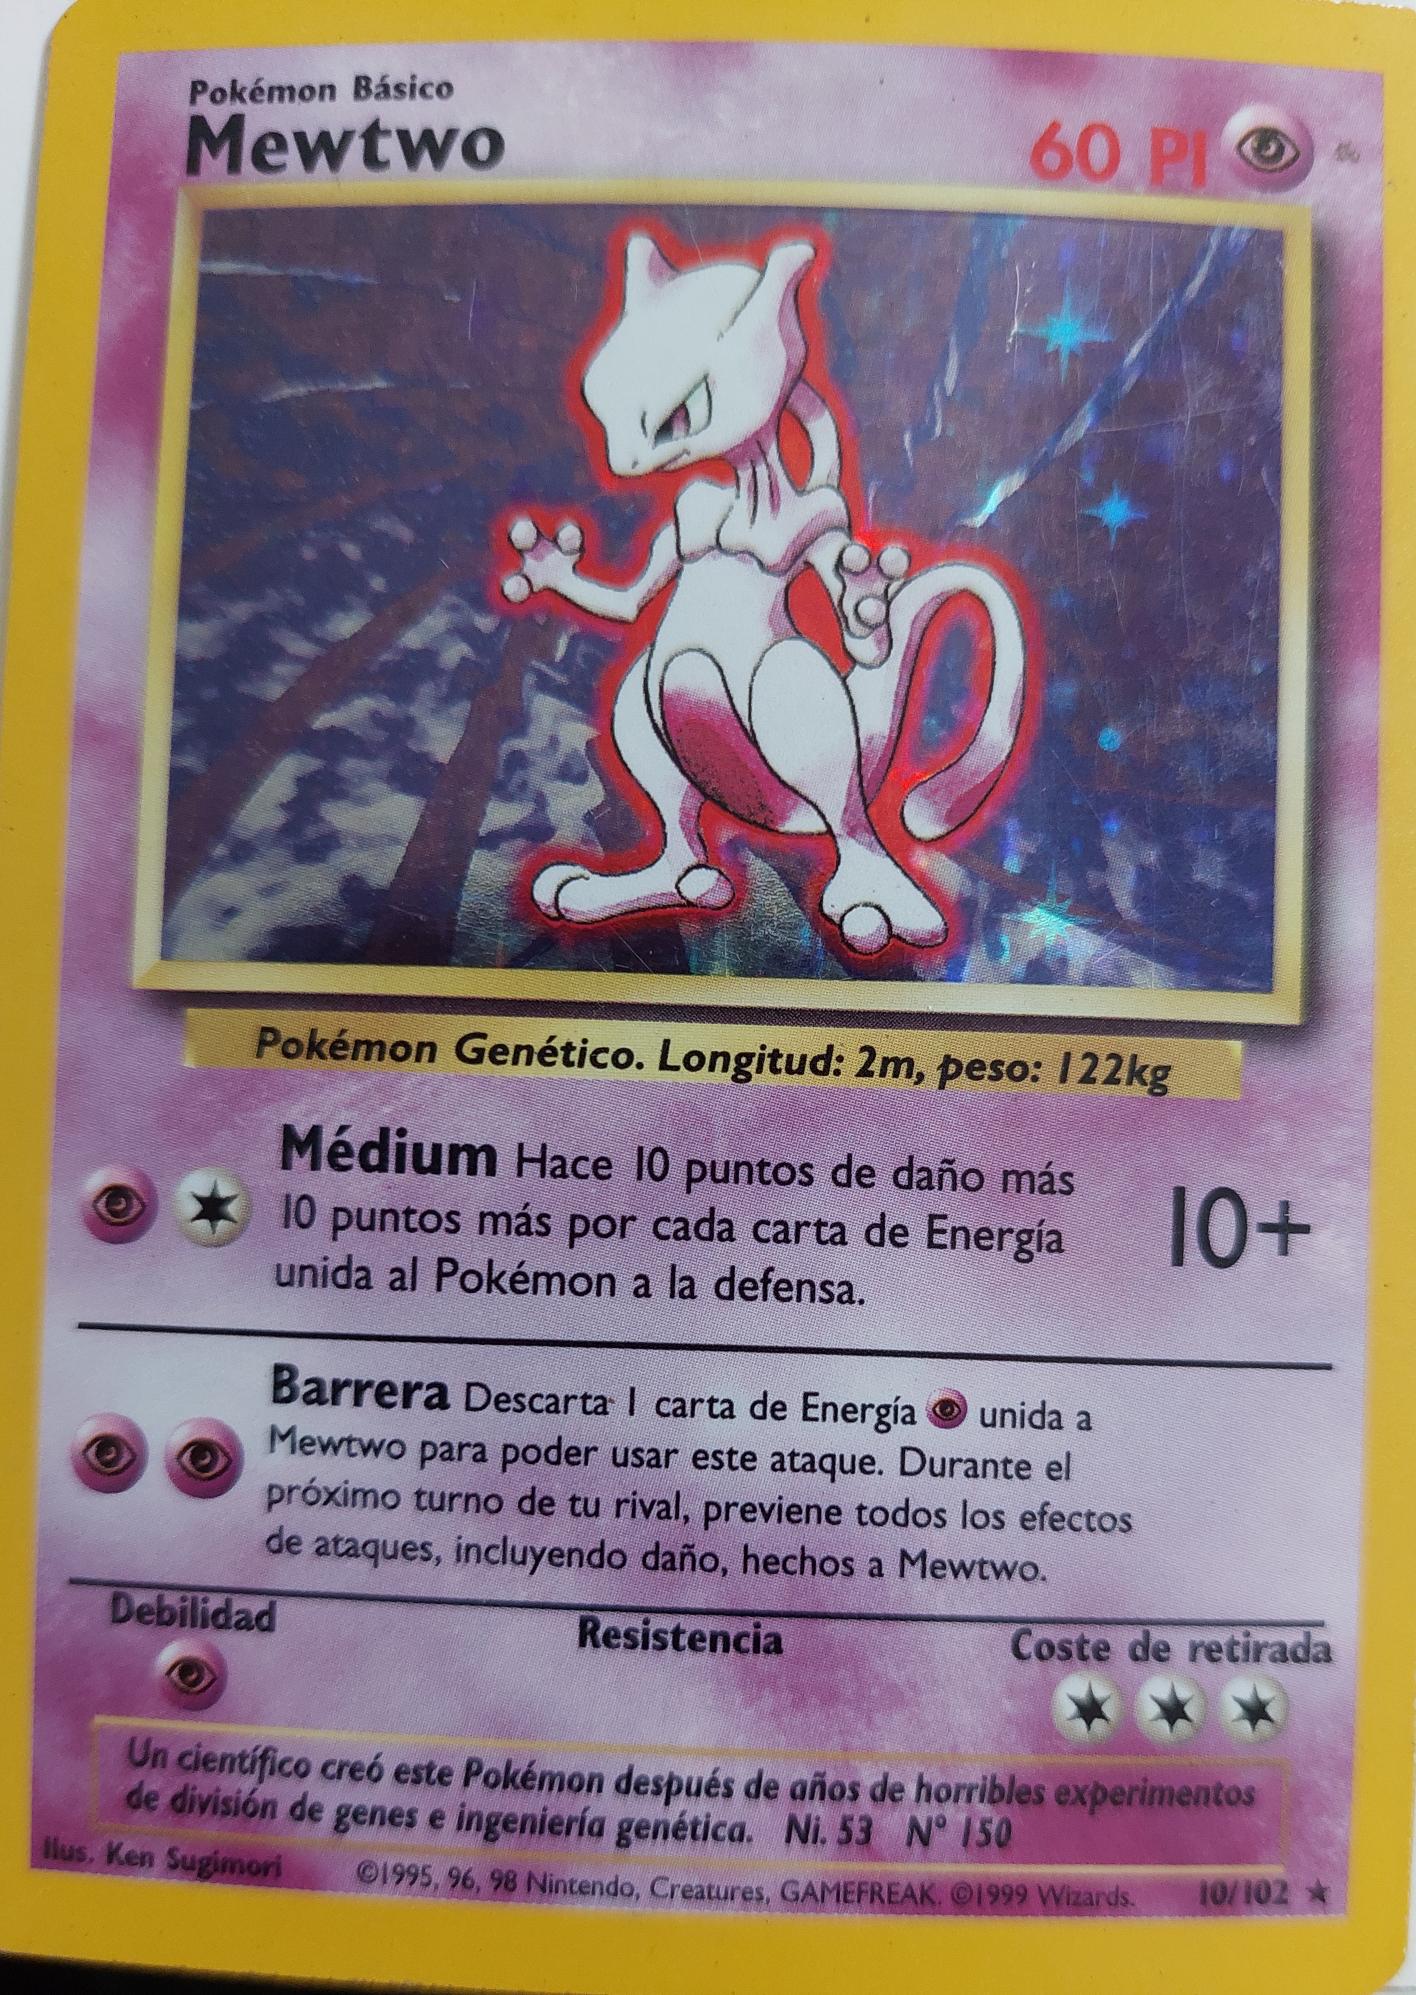 Pokémon Básico
Mewtwo 60 PI
Pokémon Genético. Longitud: 2m, peso: 122kg
Médium Hace 10 puntos de daño más
10 puntos más por cada carta de Energía
unida al Pokémon a la defensa.
10+
Barrera Descarta 1 carta de Energía unida a
Mewtwo para poder usar este ataque. Durante el
próximo turno de tu rival, previene todos los efectos
de ataques, incluyendo daño, hechos a Mewtwo.
Debilidad Resistencia Coste de retirada
Un científico creó este Pokémon después de años de horribles experimentos
de división de genes e ingeniería genética. Ni. 53 Nº 150
Ilus. Ken Sugimori ©1995, 96, 98 Nintendo, Creatures, GAMEFREAK. ©1999 Wizards. 10/102 ★